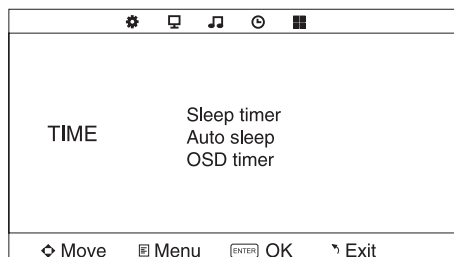 TIME
Sleep timer
Auto sleep
OSD timer
Move Menu ENTER OK Exit